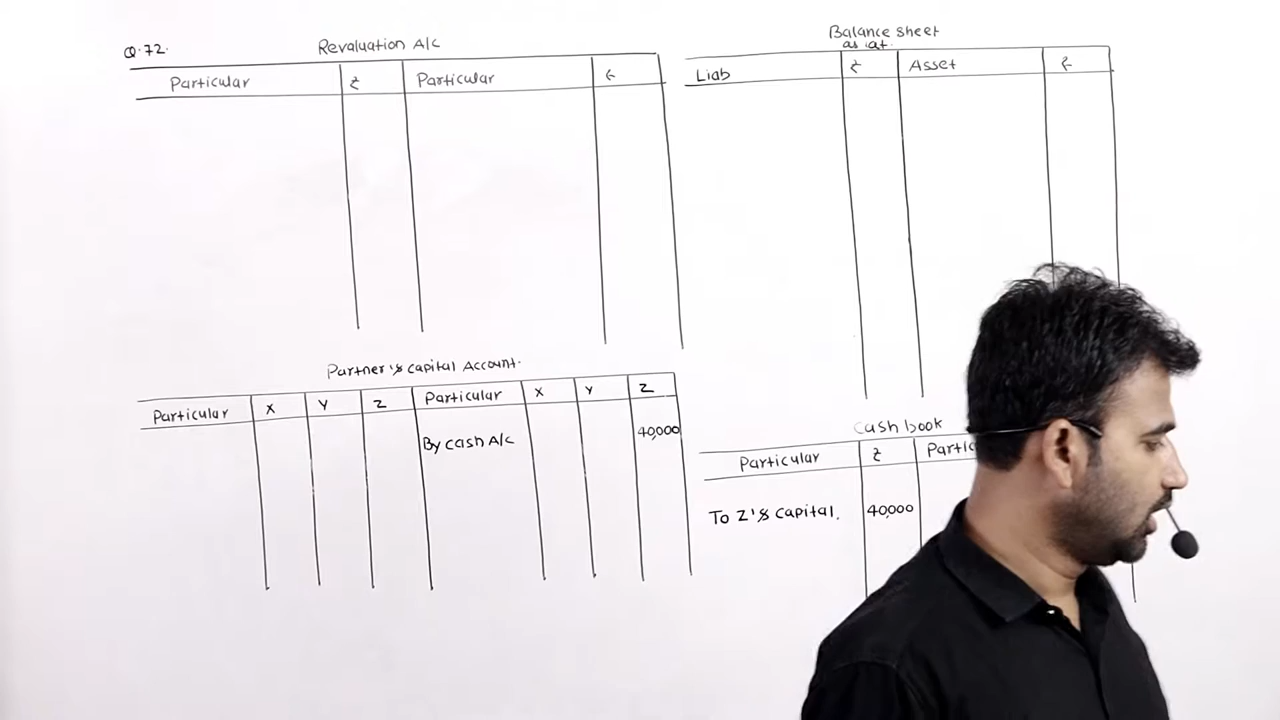 Q.72.
Revaluation A/c
Particular ₹ Particular ₹
Balance sheet
as at
Liab ₹ Asset ₹
Partner's capital Account.
Particular X Y Z Particular X Y Z
By cash A/c 40,000
Cash book
Particular ₹
To Z's capital. 40,000